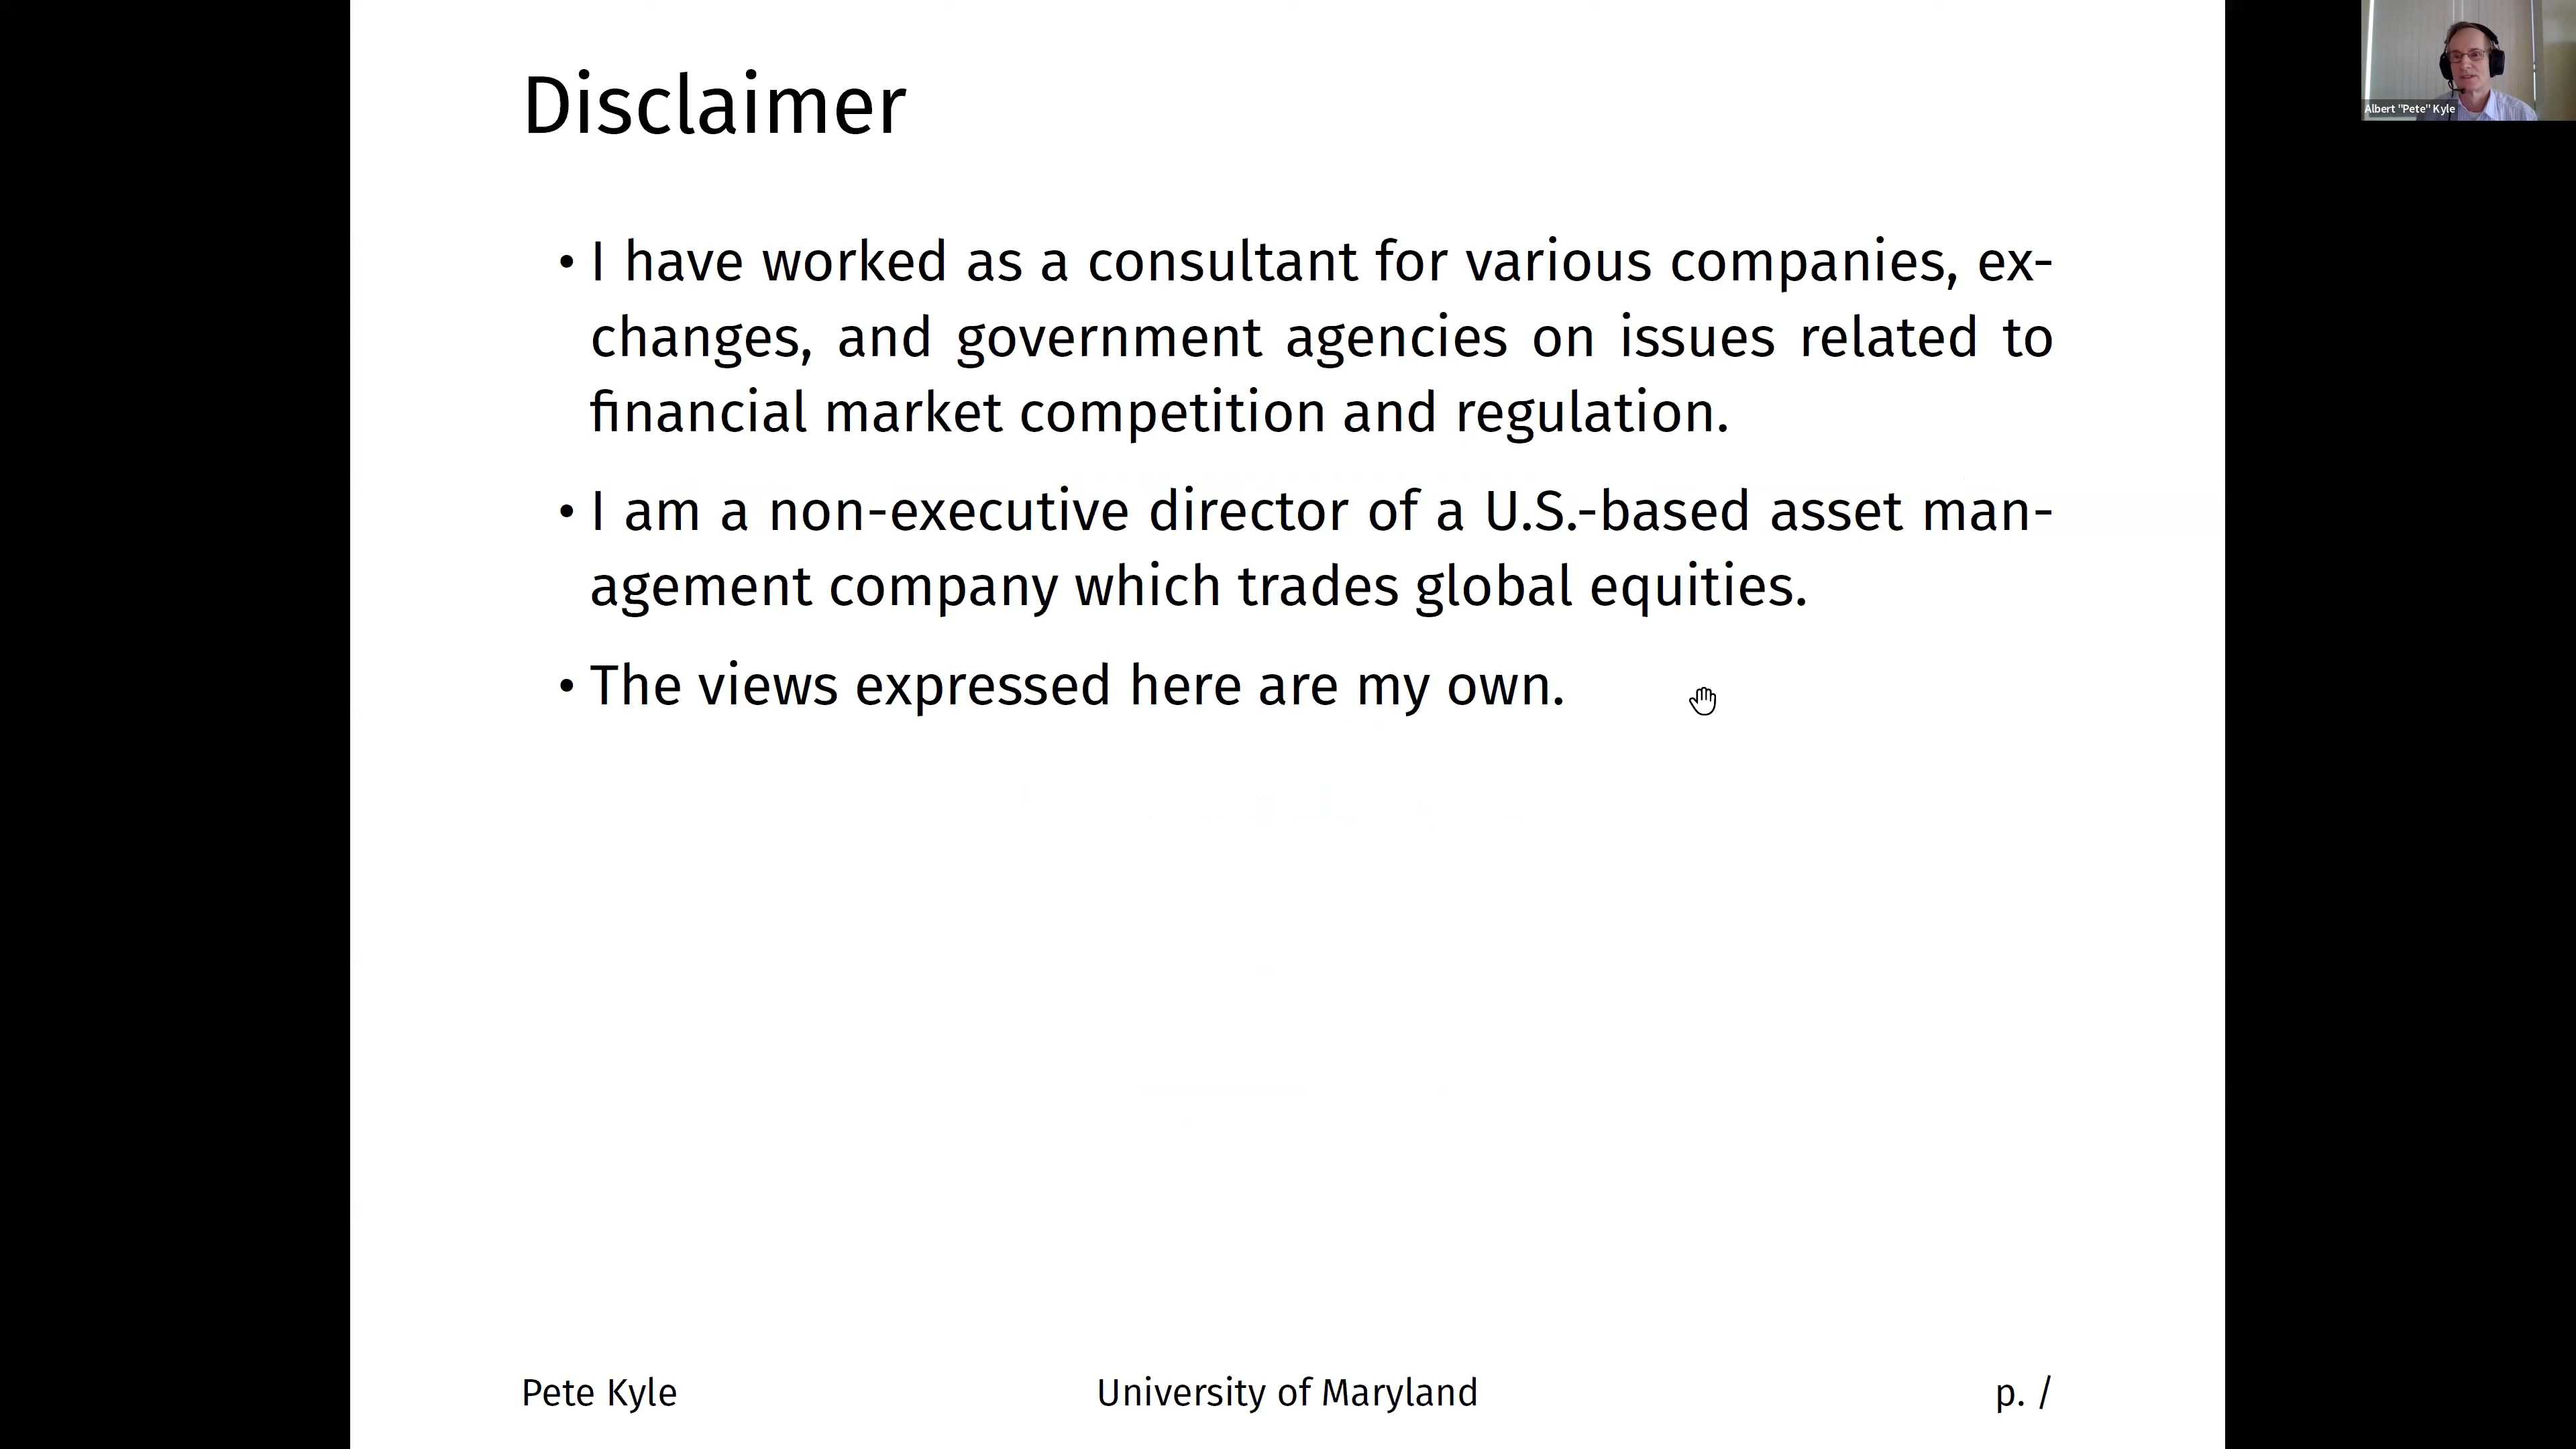 Disclaimer
• I have worked as a consultant for various companies, ex-
changes, and government agencies on issues related to
financial market competition and regulation.
• I am a non-executive director of a U.S.-based asset man-
agement company which trades global equities.
• The views expressed here are my own.
Pete Kyle University of Maryland p. /
Albert "Pete" Kyle